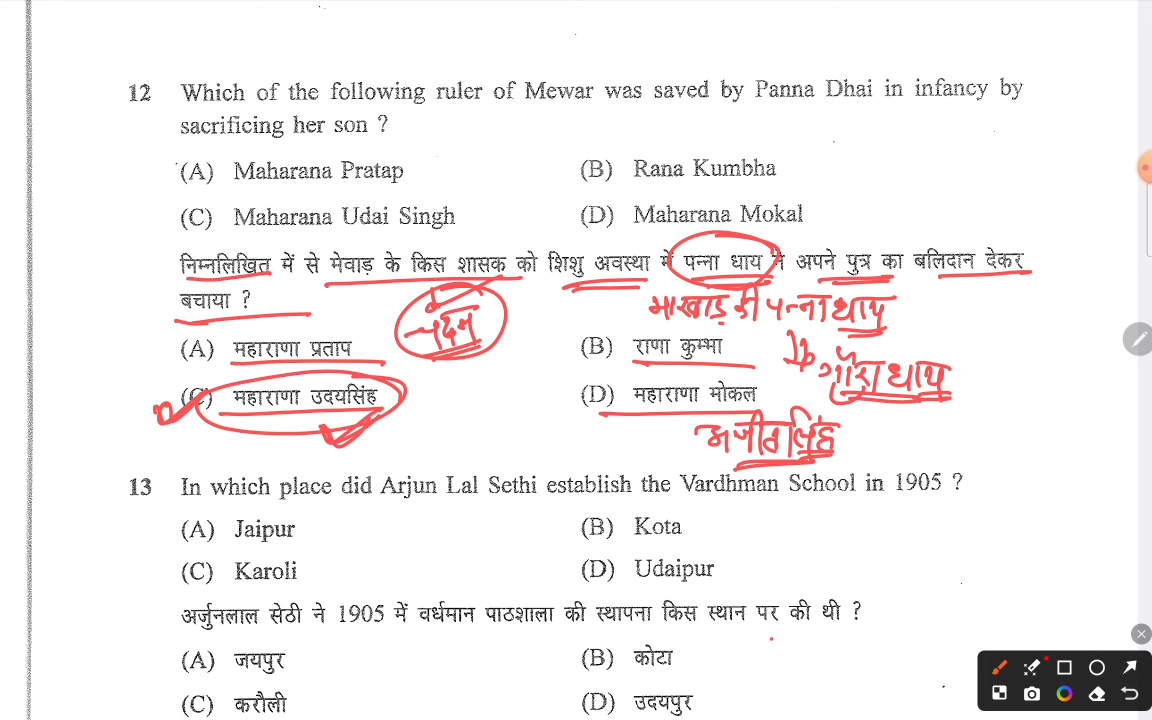 12 Which of the following ruler of Mewar was saved by Panna Dhai in infancy by
sacrificing her son ?
(A) Maharana Pratap (B) Rana Kumbha
(C) Maharana Udai Singh (D) Maharana Mokal
निम्नलिखित में से मेवाड़ के किस शासक को शिशु अवस्था में पन्ना धाय ने अपने पुत्र का बलिदान देकर
बचाया ?
चंदन
मारवाड़ की पन्ना धाय
(A) महाराणा प्रताप (B) राणा कुम्भा
गौरा धाय
(C) महाराणा उदयसिंह (D) महाराणा मोकल
अजीतसिंह
13 In which place did Arjun Lal Sethi establish the Vardhman School in 1905 ?
(A) Jaipur (B) Kota
(C) Karoli (D) Udaipur
अर्जुनलाल सेठी ने 1905 में वर्धमान पाठशाला की स्थापना किस स्थान पर की थी ?
(A) जयपुर (B) कोटा
(C) करौली (D) उदयपुर